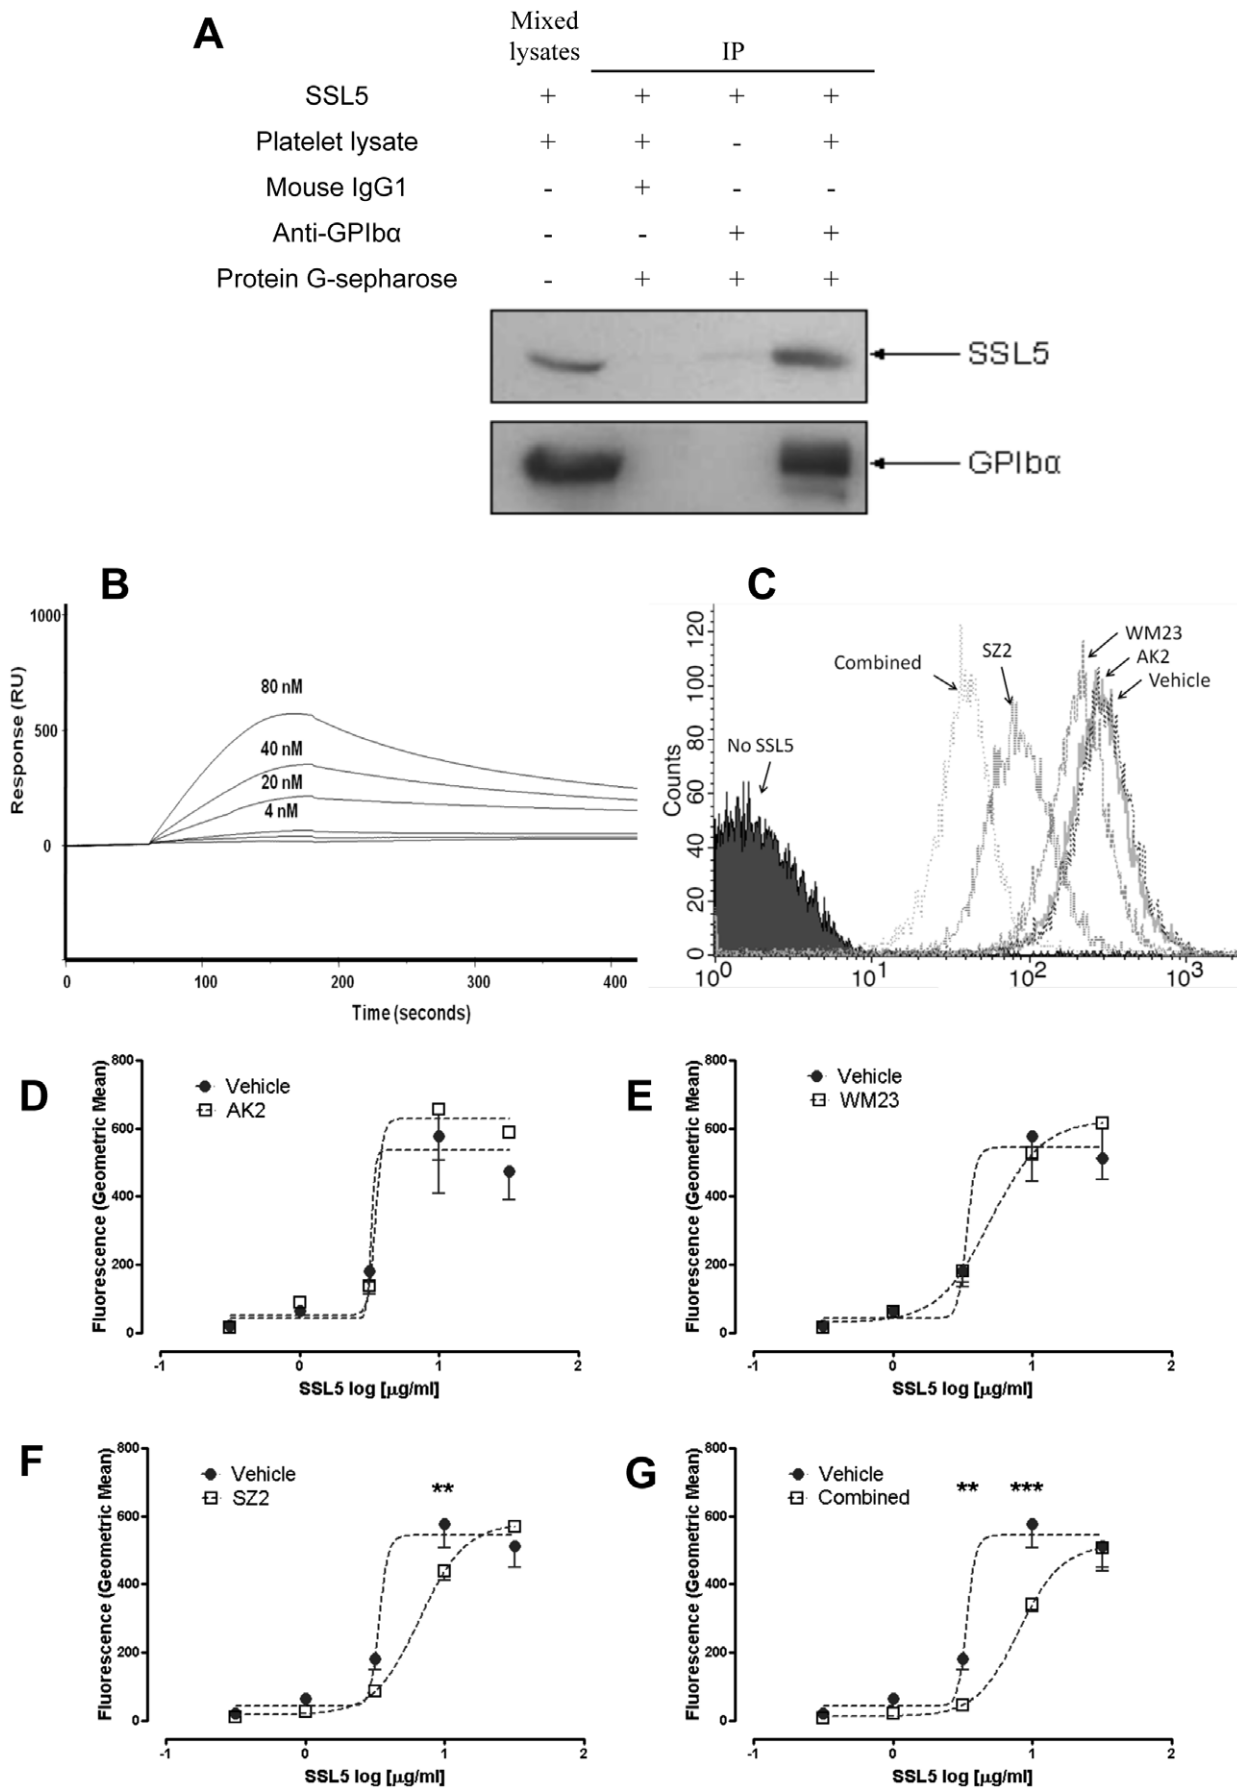 A
Mixed
lysates
IP
SSL5 + + + +
Platelet lysate + + - +
Mouse IgG1 - + - -
Anti-GPIbα - - + +
Protein G-sepharose - + + +
SSL5
GPIbα
B
1000
500
0
Response (RU)
80 nM
40 nM
20 nM
4 nM
0 100 200 300 400
Time (seconds)
C
120
100
80
60
40
20
0
Counts
Combined
SZ2
WM23
AK2
Vehicle
No SSL5
10⁰ 10¹ 10² 10³
D
Fluorescence (Geometric Mean)
800
600
400
200
0
Vehicle
AK2
-1 0 1 2
SSL5 log [µg/ml]
E
Fluorescence (Geometric Mean)
800
600
400
200
0
Vehicle
WM23
-1 0 1 2
SSL5 log [µg/ml]
F
Fluorescence (Geometric Mean)
800
600
400
200
0
Vehicle
SZ2
**
-1 0 1 2
SSL5 log [µg/ml]
G
Fluorescence (Geometric Mean)
800
600
400
200
0
Vehicle
Combined
** ***
-1 0 1 2
SSL5 log [µg/ml]